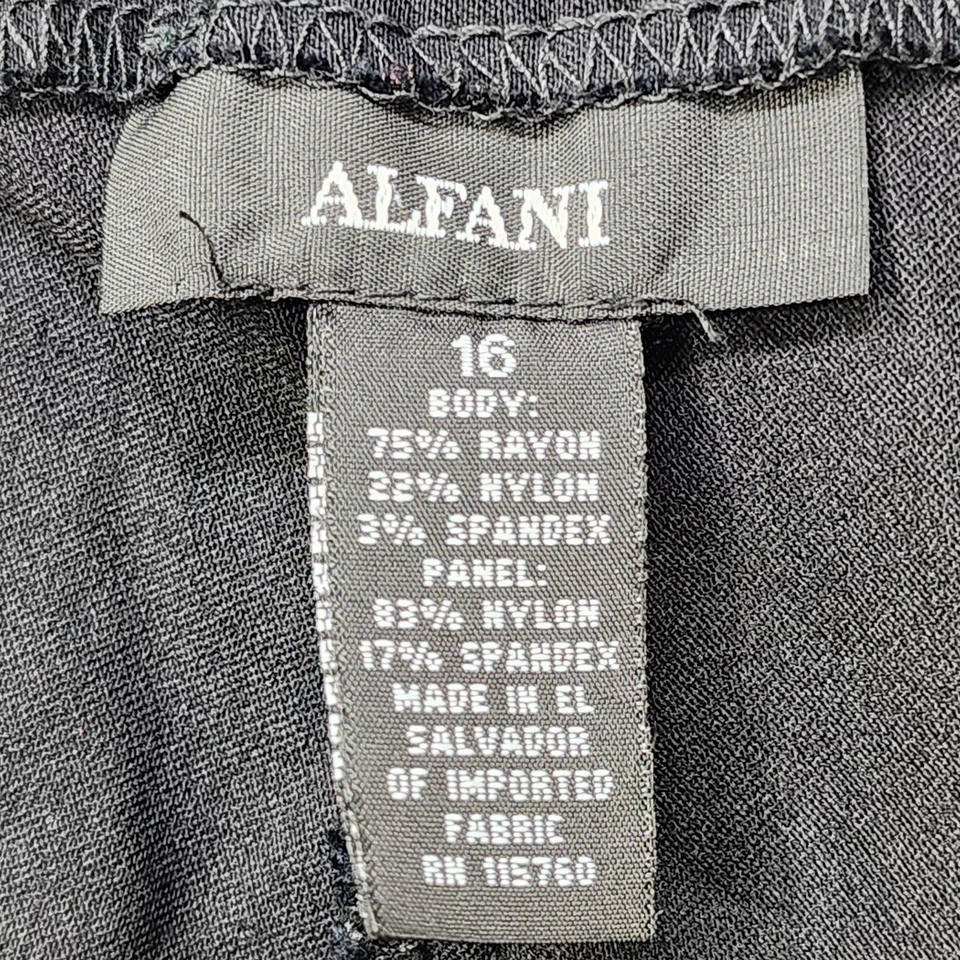 ALFANI
16
BODY:
75% RAYON
22% NYLON
3% SPANDEX
PANEL:
83% NYLON
17% SPANDEX
MADE IN EL
SALVADOR
OF IMPORTED
FABRIC
RN 115760